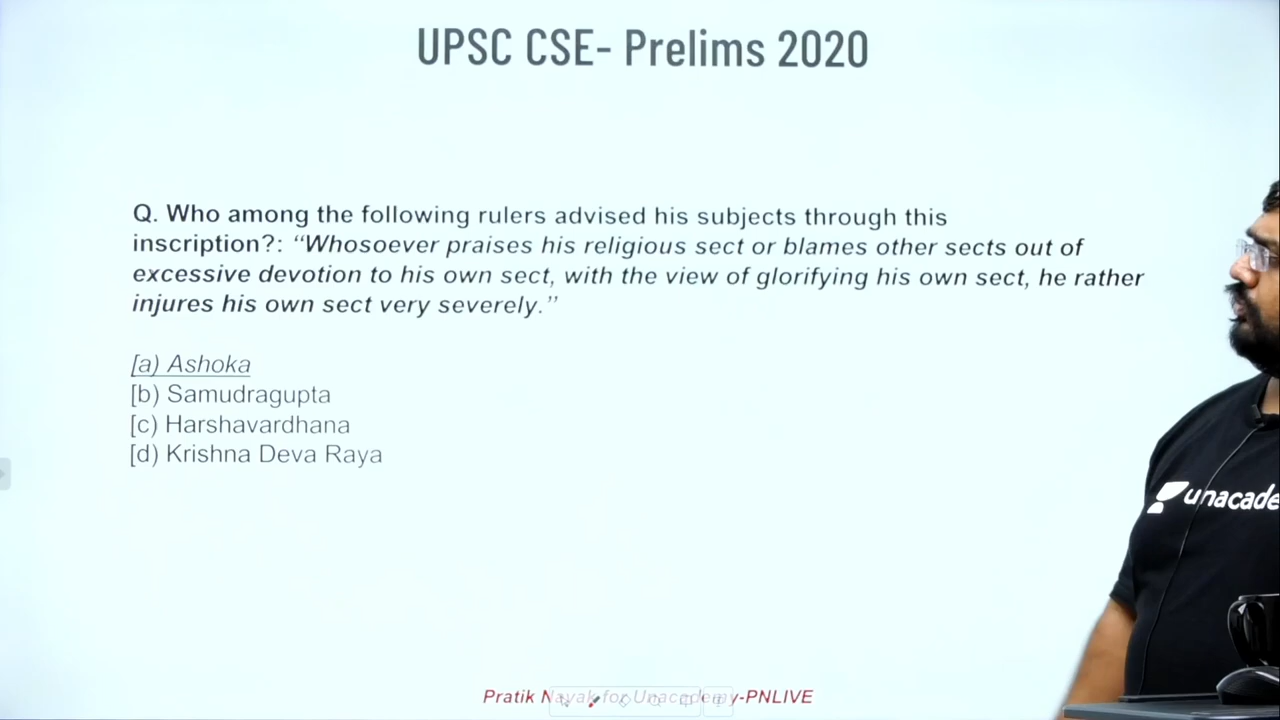 UPSC CSE- Prelims 2020
Q. Who among the following rulers advised his subjects through this
inscription?: “Whosoever praises his religious sect or blames other sects out of
excessive devotion to his own sect, with the view of glorifying his own sect, he rather
injures his own sect very severely.”
[a) Ashoka
[b) Samudragupta
[c) Harshavardhana
[d) Krishna Deva Raya
unacade
Pratik Nayak for Unacademy-PNLIVE